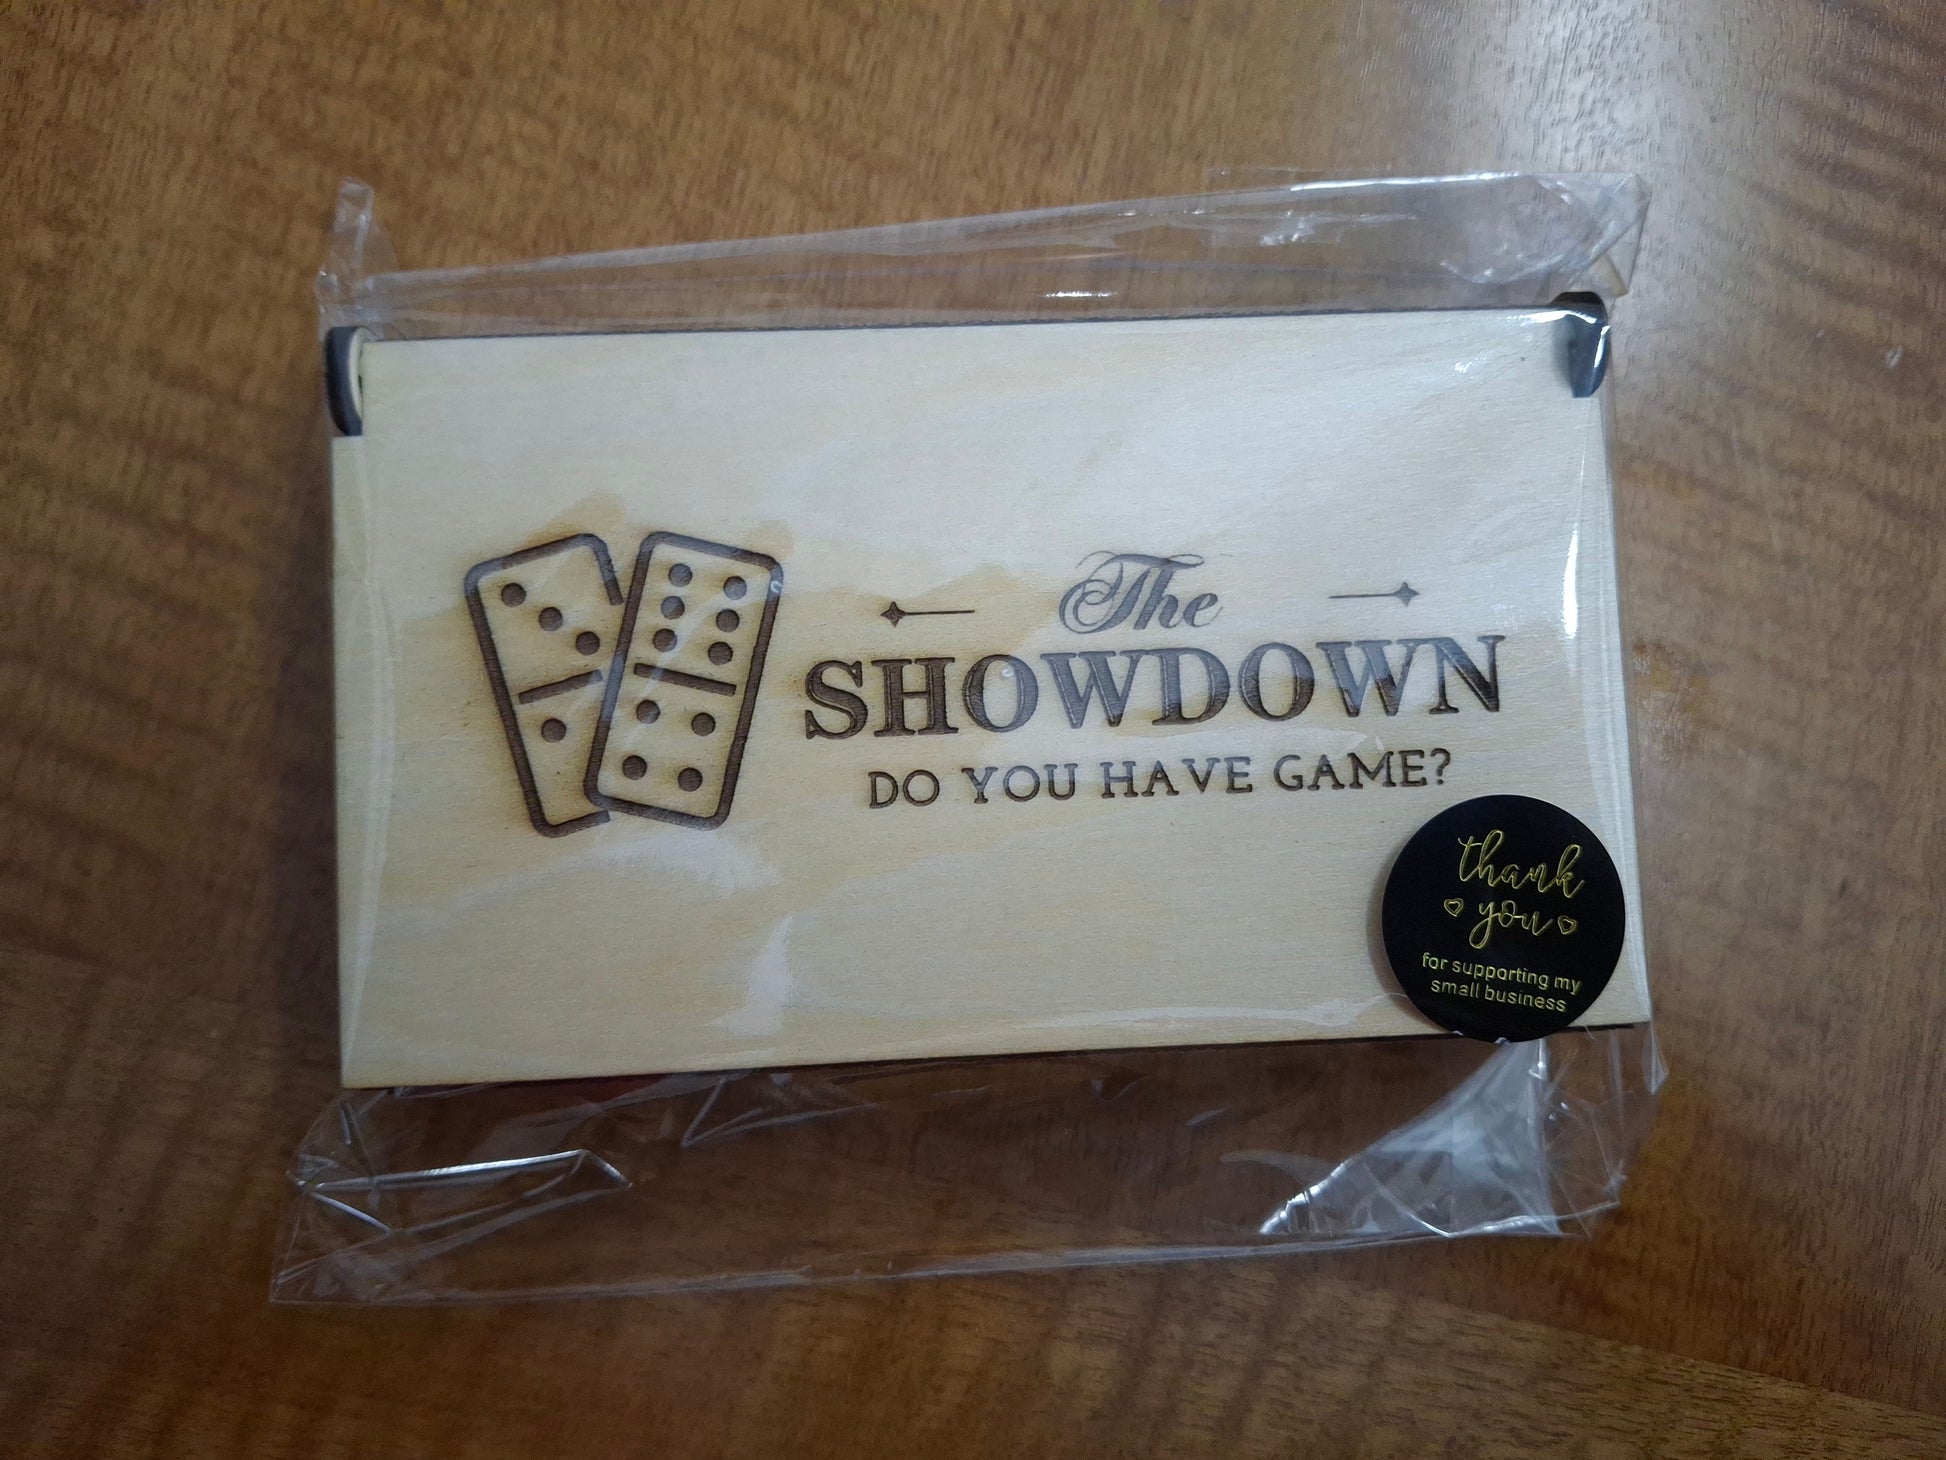 The
SHOWDOWN
DO YOU HAVE GAME?
thank
you
for supporting my
small business